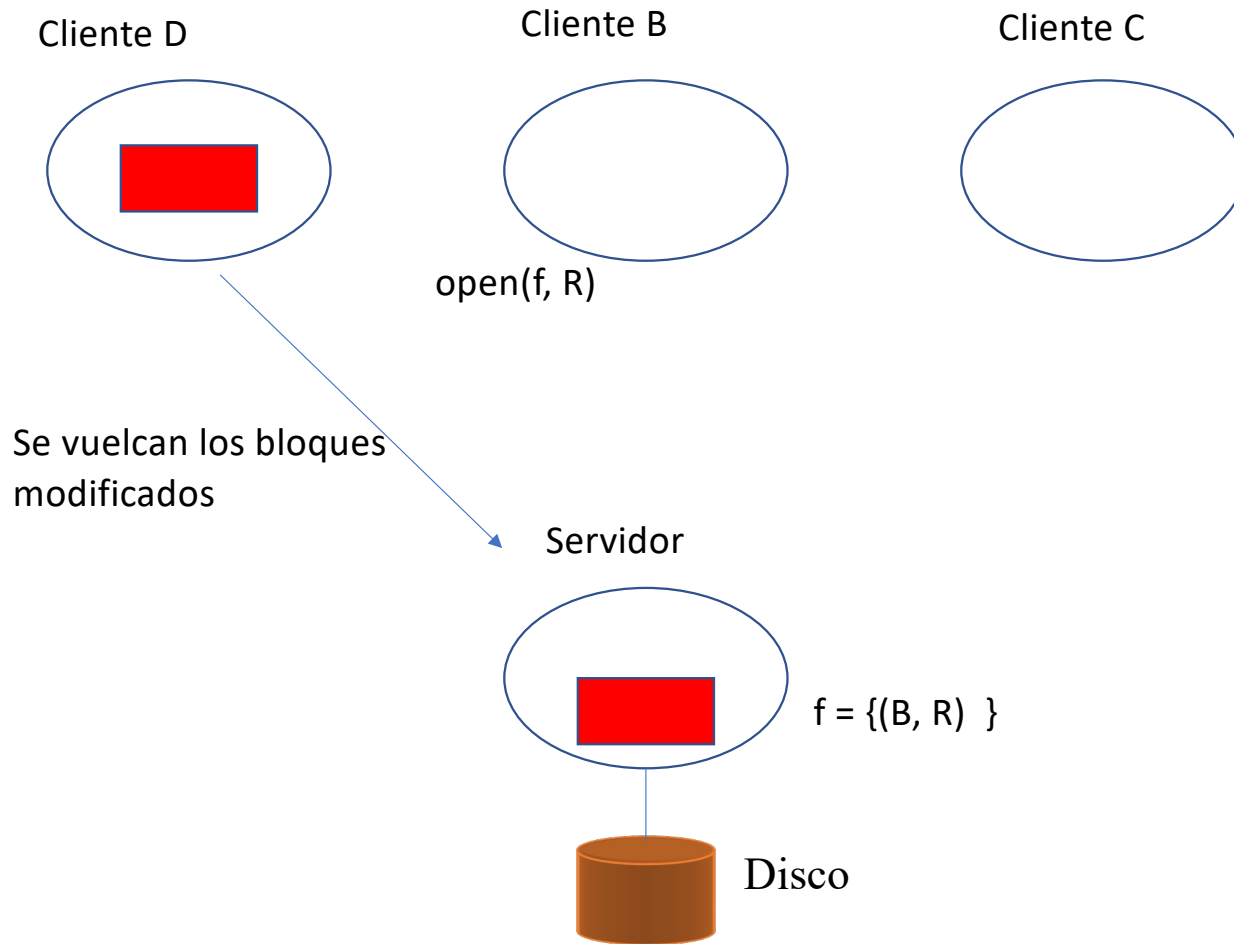 Cliente D
Cliente B
Cliente C
open(f, R)
Se vuelcan los bloques
modificados
Servidor
f = {(B, R)  }
Disco